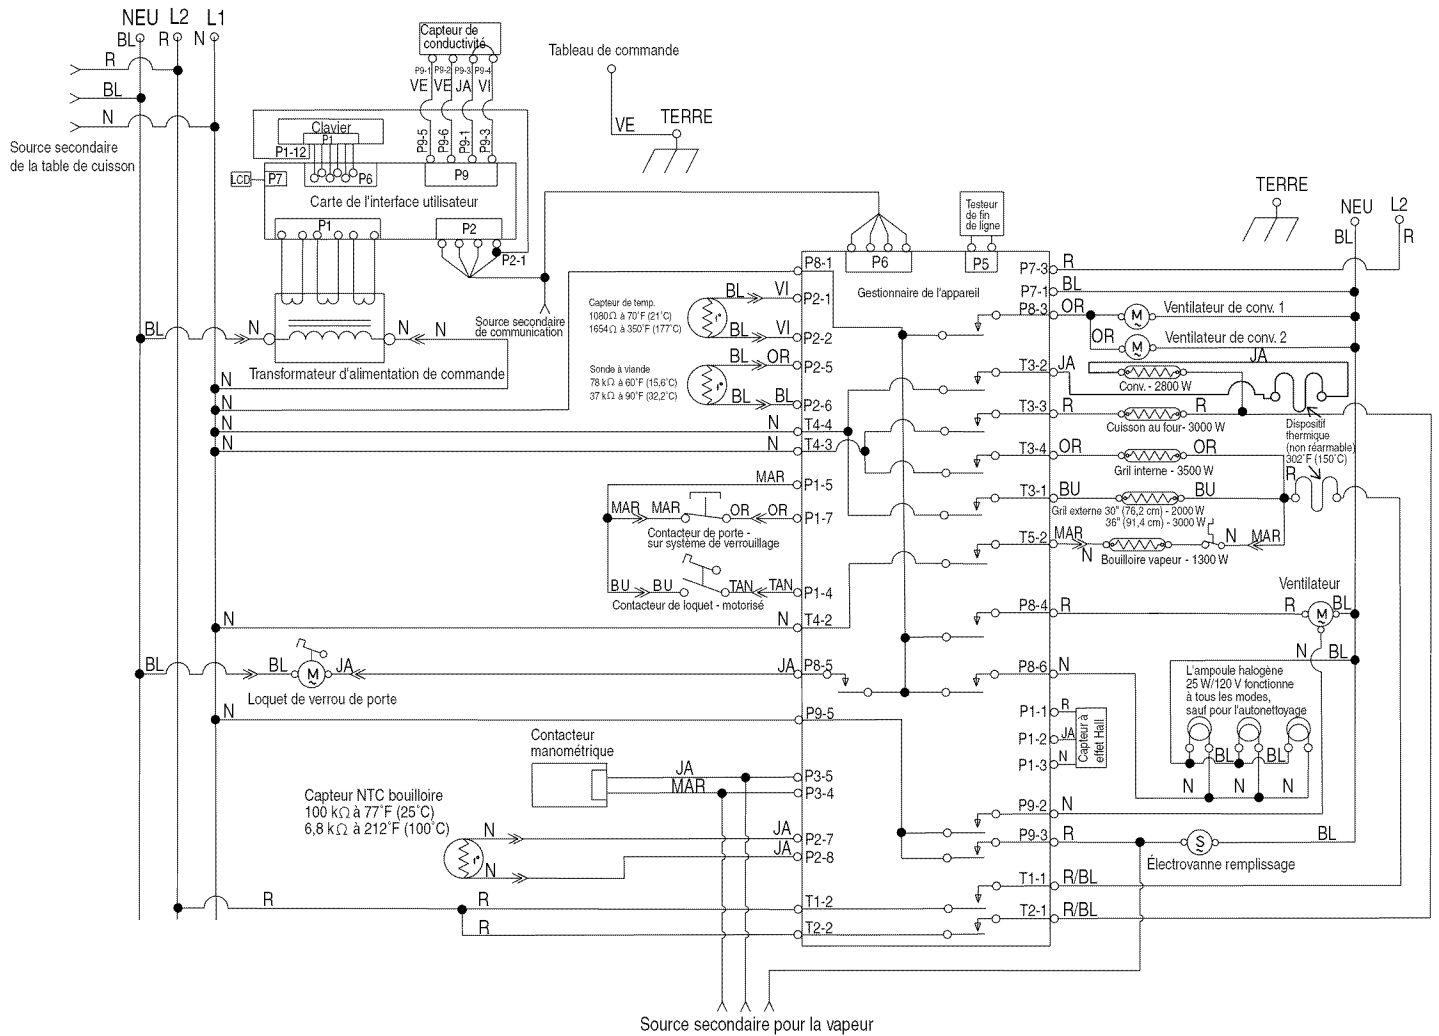 NEU L2 L1
BL R N
R
BL
N
Source secondaire
de la table de cuisson
Capteur de
conductivité
P9-1 P9-2 P9-3 P9-4
VE VE JA VI
P9-5 P9-6 P9-1 P9-3
Clavier
P1
P1-12
LCD P7 P6 P9
Carte de l'interface utilisateur
P1 P2
P2-1
Tableau de commande
VE
TERRE
Source secondaire
de communication
BL N N N
Transformateur d'alimentation de commande
N
N
N
N
Capteur de temp.
1080Ω à 70°F (21°C)
1654Ω à 350°F (177°C)
BL VI
BL VI
Sonde à viande
78 kΩ à 60°F (15,6°C)
37 kΩ à 90°F (32,2°C)
BL OR
BL BL
N
N
P8-1
P2-1
P2-2
P2-5
P2-6
T4-4
T4-3
P1-5
P1-7
P1-4
T4-2
P8-5
P9-5
P3-5
P3-4
P2-7
P2-8
T1-2
T2-2
MAR
MAR MAR OR OR
Contacteur de porte -
sur système de verrouillage
BU BU TAN TAN
Contacteur de loquet - motorisé
N N
BL BL M JA JA
Loquet de verrou de porte
N
Contacteur
manométrique
JA
MAR
Capteur NTC bouilloire
100 kΩ à 77°F (25°C)
6,8 kΩ à 212°F (100°C)
N JA
N JA
R R
R
P6
Testeur
de fin
de ligne
P5
Gestionnaire de l'appareil
TERRE
NEU L2
BL R
P7-3 R
P7-1 BL
P8-3 OR
M Ventilateur de conv. 1
OR M Ventilateur de conv. 2
JA
T3-2 JA
Conv. - 2800 W
T3-3 R R
Cuisson au four- 3000 W
Dispositif
thermique
(non réarmable)
302°F (150°C)
T3-4 OR OR
Gril interne - 3500 W
R
T3-1 BU BU
Gril externe 30" (76,2 cm) - 2000 W
36" (91,4 cm) - 3000 W
T5-2 MAR N N MAR
Bouilloire vapeur - 1300 W
Ventilateur
P8-4 R R M BL
N BL
P8-6 N
L'ampoule halogène
25 W/120 V fonctionne
à tous les modes,
sauf pour l'autonettoyage
P1-1 R
P1-2 JA
P1-3 N
Capteur à
effet Hall
BL BL
N N N
P9-2 N
P9-3 R S BL
Électrovanne remplissage
T1-1 R/BL
T2-1 R/BL
Source secondaire pour la vapeur